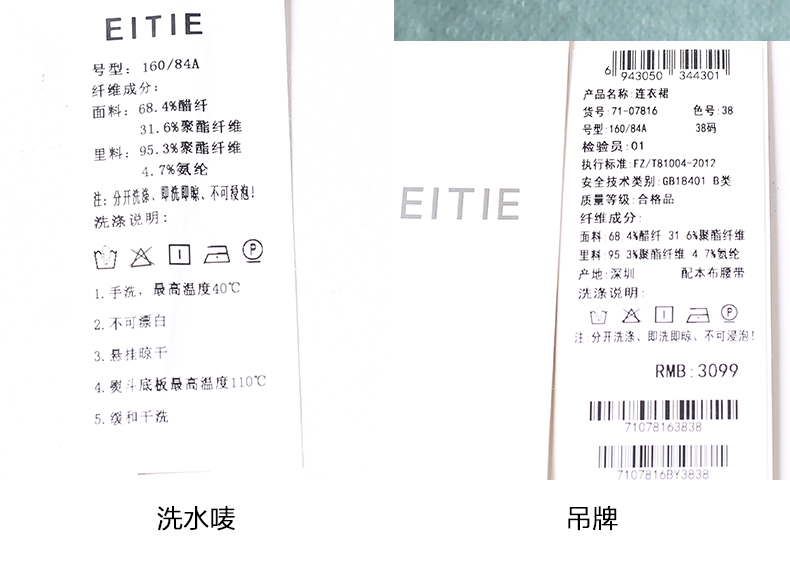 EITIE
号型: 160/84A
纤维成分:
面料: 68.4%醋纤
31.6%聚酯纤维
里料: 95.3%聚酯纤维
4.7%氨纶
注: 分开洗涤、即洗即晾、不可浸泡!
洗涤说明:
P
1.手洗，最高温度40℃
2.不可漂白
3.悬挂晾干
4.熨斗底板最高温度110℃
5.缓和干洗
洗水唛
EITIE
6 943050 344301
产品名称:连衣裙
货号:71-07816 色号:38
号型:160/84A 38码
检验员:01
执行标准:FZ/T81004-2012
安全技术类别:GB18401 B类
质量等级:合格品
纤维成分:
面料:68.4%醋纤 31.6%聚酯纤维
里料:95.3%聚酯纤维 4.7%氨纶
产地:深圳 配本布腰带
洗涤说明:
P
注:分开洗涤、即洗即晾、不可浸泡!
RMB:3099
71078163838
7107816BY3838
吊牌